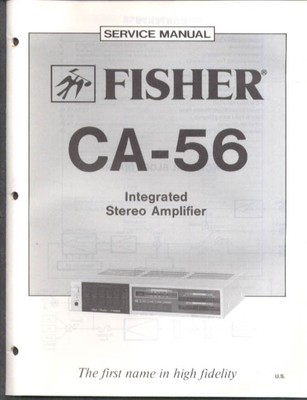 SERVICE MANUAL
FISHER®
CA-56
Integrated
Stereo Amplifier
The first name in high fidelity
U.S.